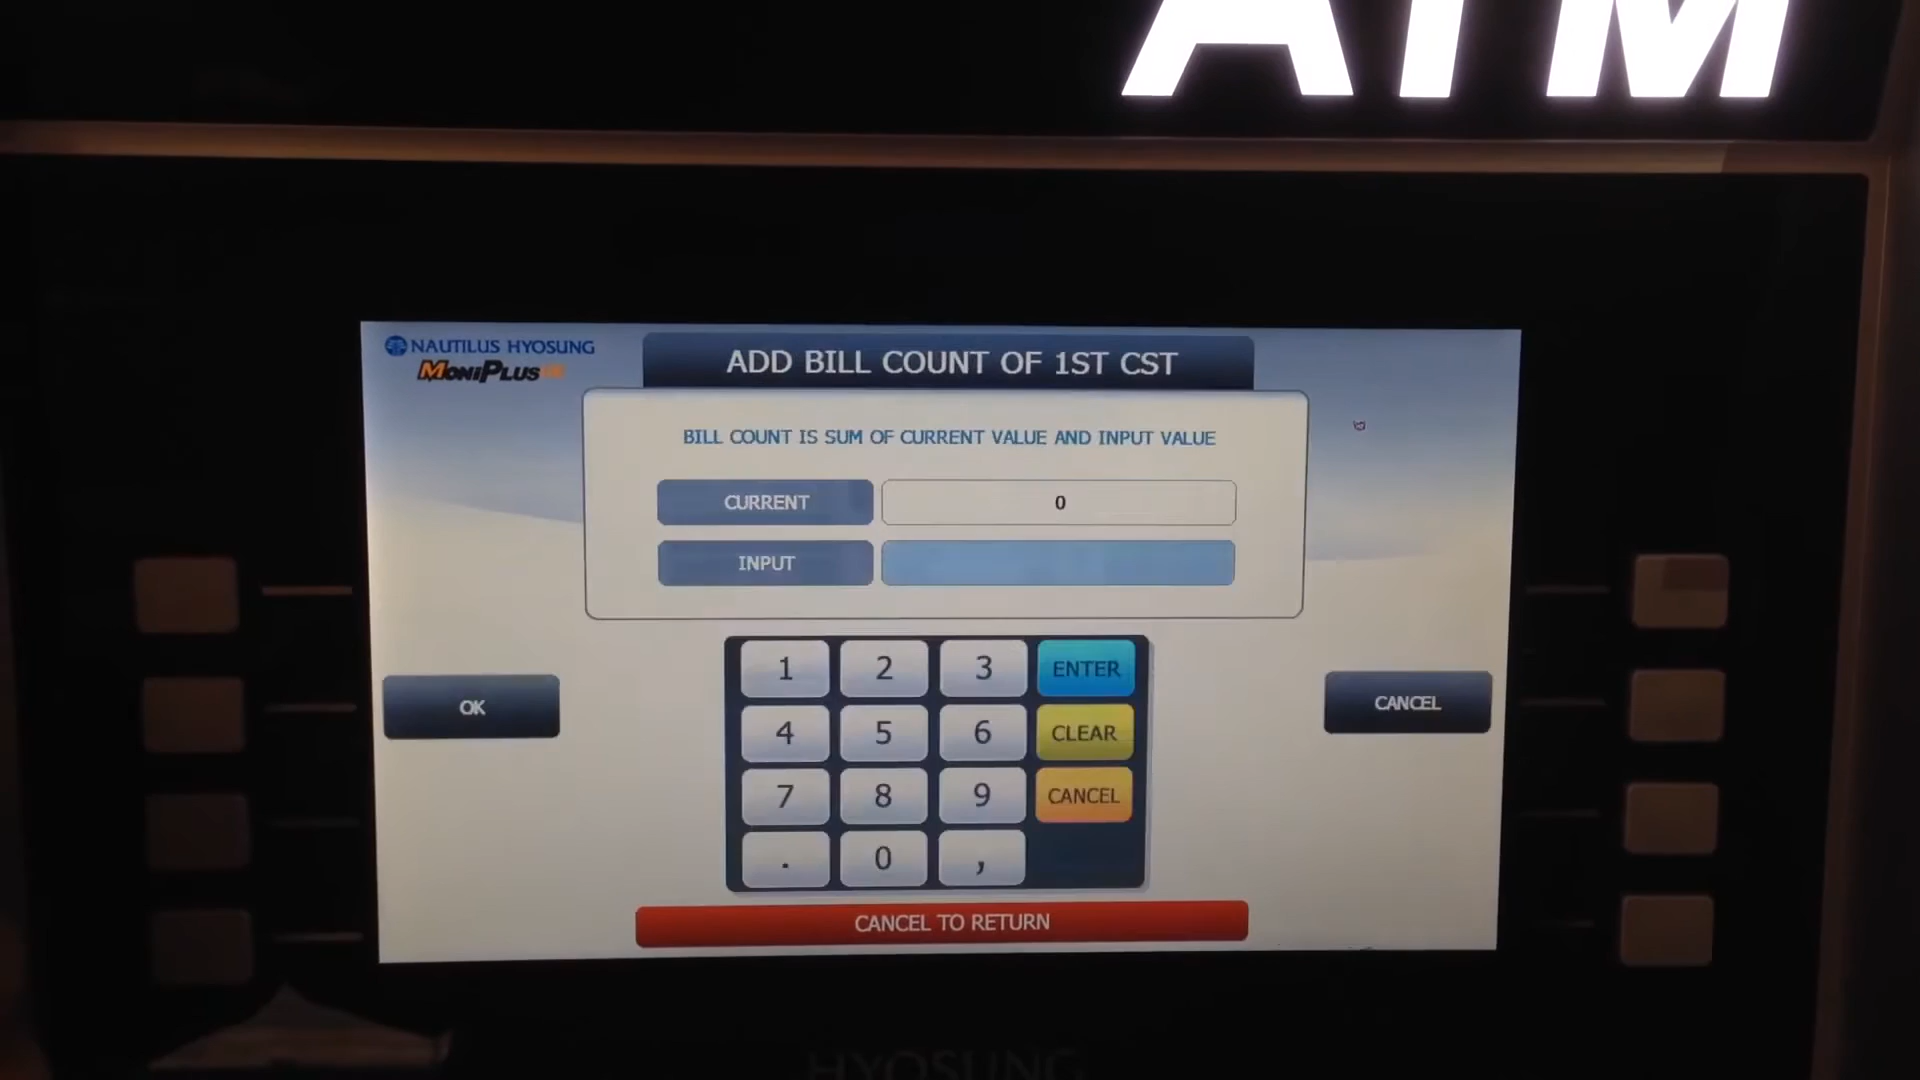 ATM
NAUTILUS HYOSUNG
MONIPLUS
ADD BILL COUNT OF 1ST CST
BILL COUNT IS SUM OF CURRENT VALUE AND INPUT VALUE
CURRENT 0
INPUT
1 2 3 ENTER
OK 4 5 6 CLEAR CANCEL
7 8 9 CANCEL
. 0 ,
CANCEL TO RETURN
HYOSUNG